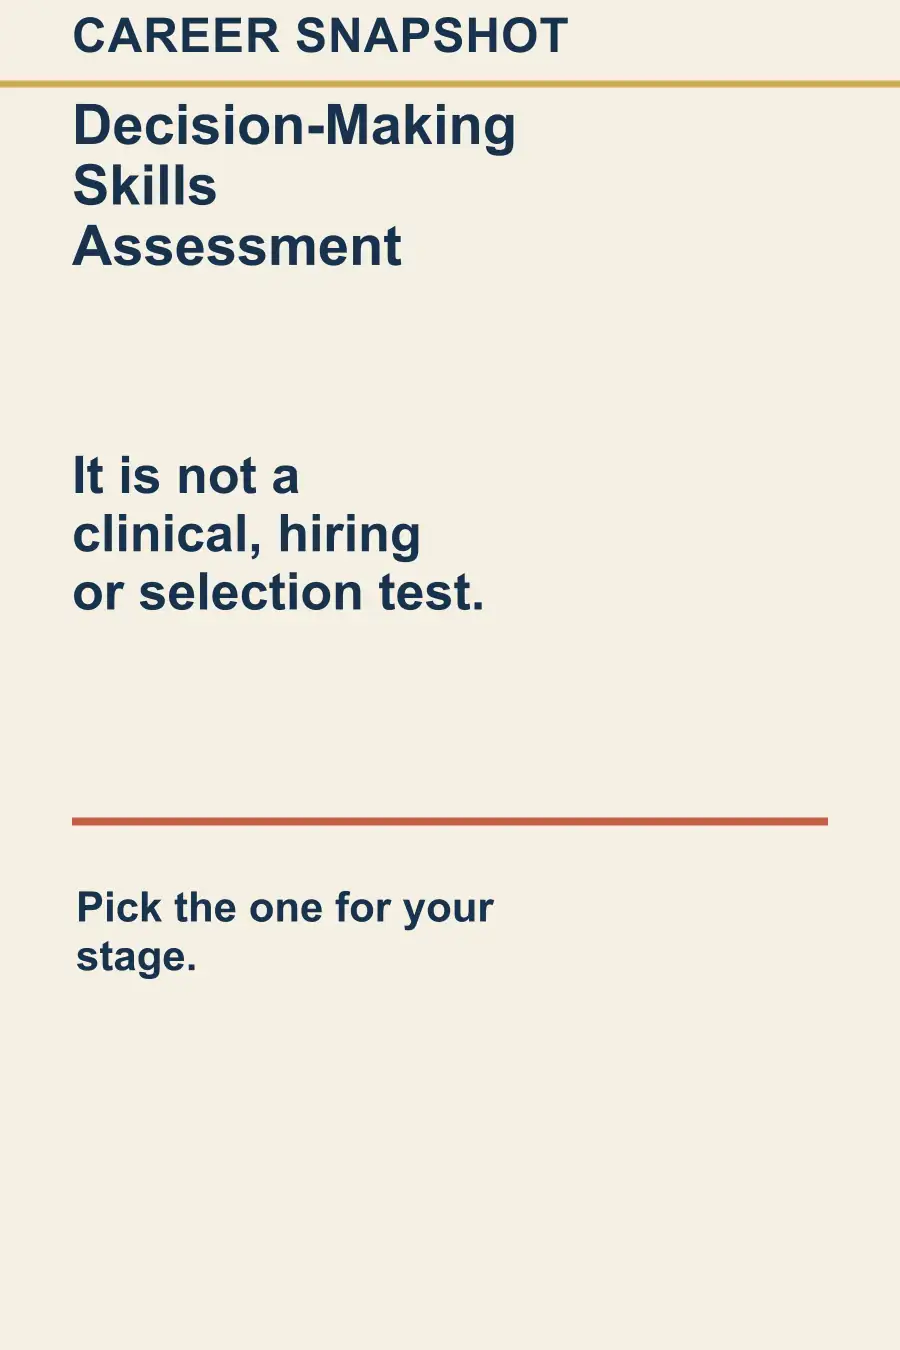 CAREER SNAPSHOT
Decision-Making
Skills
Assessment
It is not a
clinical, hiring
or selection test.
Pick the one for your
stage.